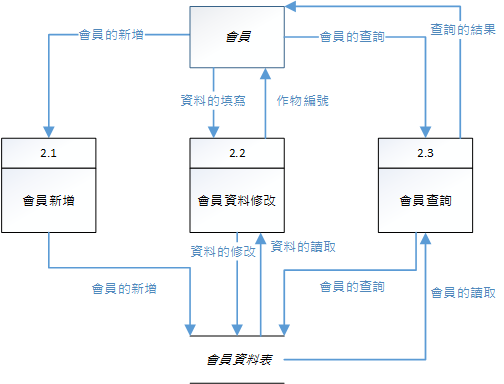 會員
會員的新增
會員的查詢
查詢的結果
資料的填寫
作物編號
2.1
2.2
2.3
會員新增
會員資料修改
會員查詢
資料的修改
資料的讀取
會員的新增
會員的查詢
會員的讀取
會員資料表